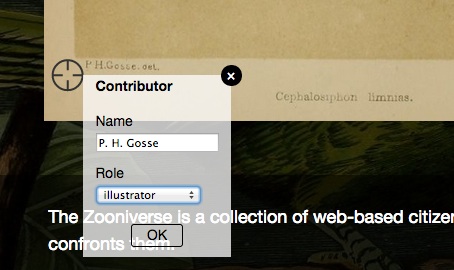 P H.Gosse. del.
Contributor
Cephalosiphon limnias.
Name
P. H. Gosse
Role
illustrator
The Zooniverse is a collection of web-based citizen
confronts them.
OK